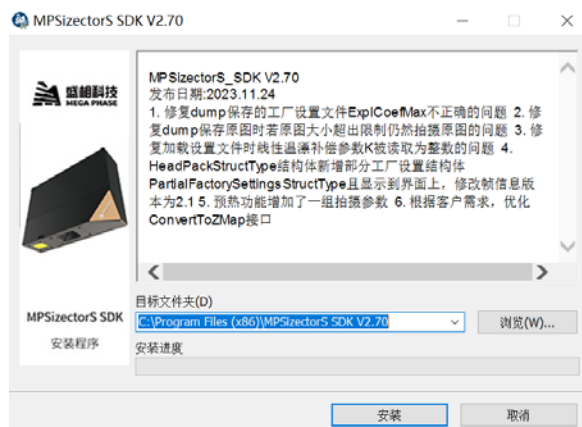 MPSizectorS SDK V2.70
盛相科技
MEGA PHASE
MPSizectorS_SDK V2.70
发布日期:2023.11.24
1. 修复dump保存的工厂设置文件ExplCoefMax不正确的问题 2. 修
复dump保存原图时若原图大小超出限制仍然拍摄原图的问题 3. 修
复加载设置文件时线性温漂补偿参数K被读取为整数的问题 4.
HeadPackStructType结构体新增部分工厂设置结构体
PartialFactorySettingsStructType且显示到界面上，修改帧信息版
本为2.1 5. 预热功能增加了一组拍摄参数 6. 根据客户需求，优化
ConvertToZMap接口
目标文件夹(D)
C:\Program Files (x86)\MPSizectorS SDK V2.70
浏览(W)...
MPSizectorS SDK
安装程序
安装进度
安装
取消